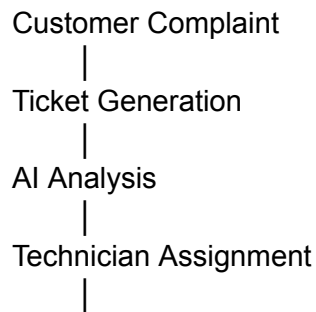 Customer Complaint
|
Ticket Generation
|
AI Analysis
|
Technician Assignment
|